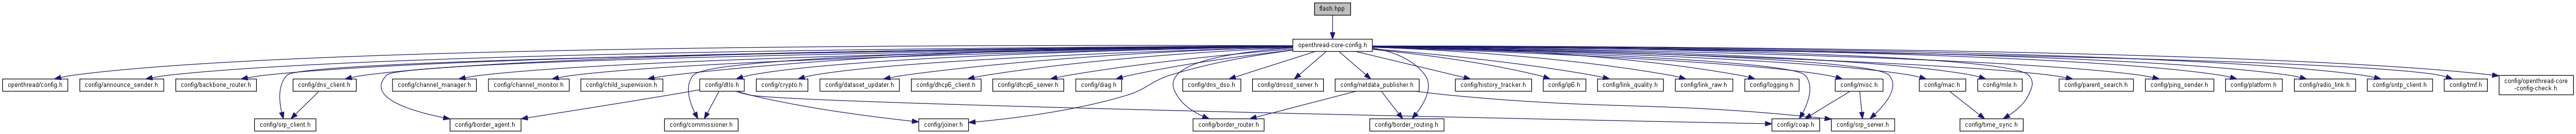 flash.hpp
openthread-core-config.h
openthread/config.h
config/announce_sender.h
config/backbone_router.h
config/dns_client.h
config/channel_manager.h
config/channel_monitor.h
config/child_supervision.h
config/dtls.h
config/crypto.h
config/dataset_updater.h
config/dhcp6_client.h
config/dhcp6_server.h
config/diag.h
config/dns_dso.h
config/dnssd_server.h
config/netdata_publisher.h
config/history_tracker.h
config/ip6.h
config/link_quality.h
config/link_raw.h
config/logging.h
config/misc.h
config/mac.h
config/mle.h
config/parent_search.h
config/ping_sender.h
config/platform.h
config/radio_link.h
config/sntp_client.h
config/tmf.h
config/openthread-core
-config-check.h
config/srp_client.h
config/border_agent.h
config/commissioner.h
config/joiner.h
config/border_router.h
config/border_routing.h
config/coap.h
config/srp_server.h
config/time_sync.h